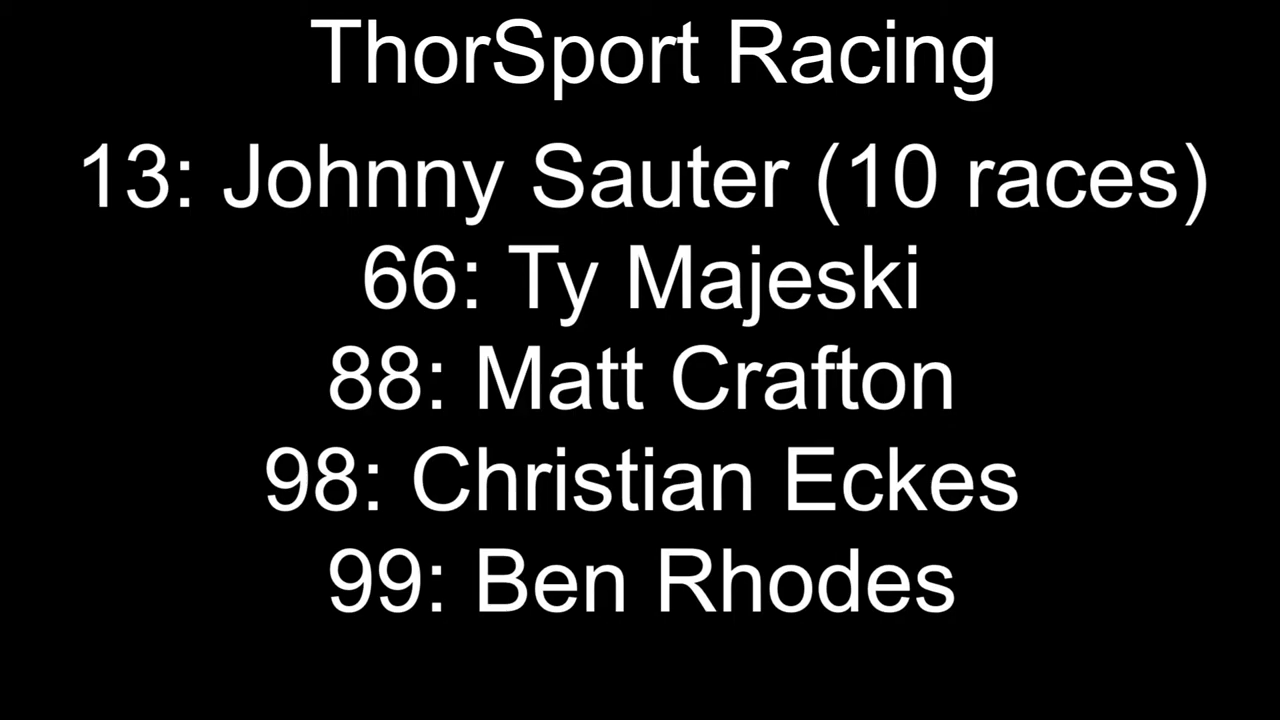 ThorSport Racing
13: Johnny Sauter (10 races)
66: Ty Majeski
88: Matt Crafton
98: Christian Eckes
99: Ben Rhodes